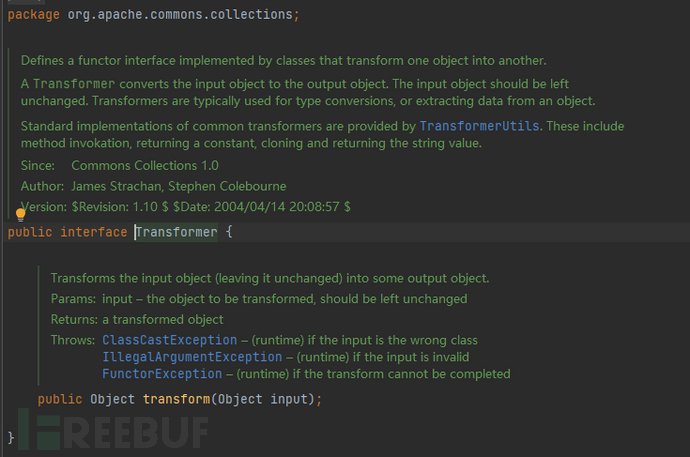 package org.apache.commons.collections;
Defines a functor interface implemented by classes that transform one object into another.
A Transformer converts the input object to the output object. The input object should be left
unchanged. Transformers are typically used for type conversions, or extracting data from an object.
Standard implementations of common transformers are provided by TransformerUtils. These include
method invokation, returning a constant, cloning and returning the string value.
Since: Commons Collections 1.0
Author: James Strachan, Stephen Colebourne
Version: $Revision: 1.10 $ $Date: 2004/04/14 20:08:57 $
public interface Transformer {
Transforms the input object (leaving it unchanged) into some output object.
Params: input – the object to be transformed, should be left unchanged
Returns: a transformed object
Throws: ClassCastException – (runtime) if the input is the wrong class
IllegalArgumentException – (runtime) if the input is invalid
FunctorException – (runtime) if the transform cannot be completed
public Object transform(Object input);
}
FREEBUF